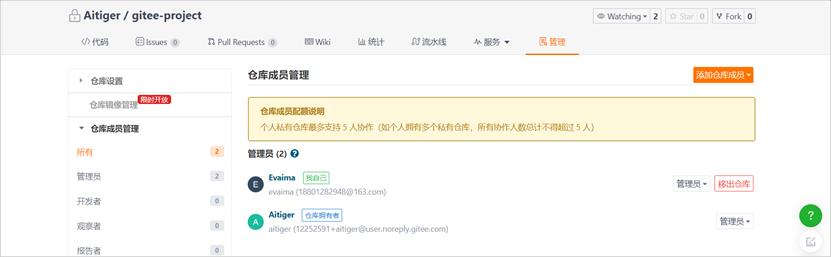 Aitiger / gitee-project
Watching 2 Star 0 Fork 0
代码 Issues 0 Pull Requests 0 Wiki 统计 流水线 服务 管理
仓库设置
仓库镜像管理 限时开放
仓库成员管理
所有 2
管理员 2
开发者 0
观察者 0
报告者 0
仓库成员管理
添加仓库成员
仓库成员配额说明
个人私有仓库最多支持 5 人协作（如个人拥有多个私有仓库，所有协作人数总计不得超过 5 人）
管理员 (2) ?
E Evaima 我自己
evaima (18801282948@163.com)
管理员 移出仓库
A Aitiger 仓库拥有者
aitiger (12252591+aitiger@user.noreply.gitee.com)
管理员
?